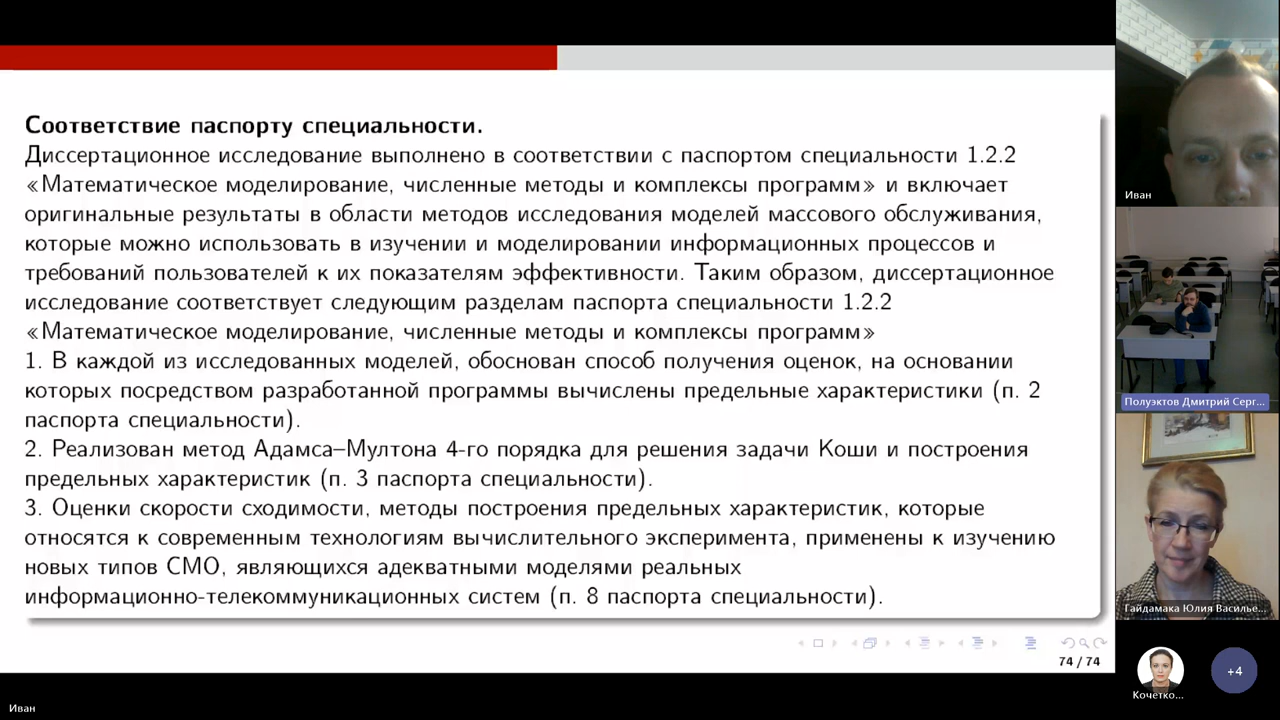 Соответствие паспорту специальности.
Диссертационное исследование выполнено в соответствии с паспортом специальности 1.2.2
«Математическое моделирование, численные методы и комплексы программ» и включает
оригинальные результаты в области методов исследования моделей массового обслуживания,
которые можно использовать в изучении и моделировании информационных процессов и
требований пользователей к их показателям эффективности. Таким образом, диссертационное
исследование соответствует следующим разделам паспорта специальности 1.2.2
«Математическое моделирование, численные методы и комплексы программ»
1. В каждой из исследованных моделей, обоснован способ получения оценок, на основании
которых посредством разработанной программы вычислены предельные характеристики (п. 2
паспорта специальности).
2. Реализован метод Адамса–Мултона 4-го порядка для решения задачи Коши и построения
предельных характеристик (п. 3 паспорта специальности).
3. Оценки скорости сходимости, методы построения предельных характеристик, которые
относятся к современным технологиям вычислительного эксперимента, применены к изучению
новых типов СМО, являющихся адекватными моделями реальных
информационно-телекоммуникационных систем (п. 8 паспорта специальности).
74 / 74
Иван
Иван
Полуэктов Дмитрий Серг...
Гайдамака Юлия Василье...
Кочетко...
+4